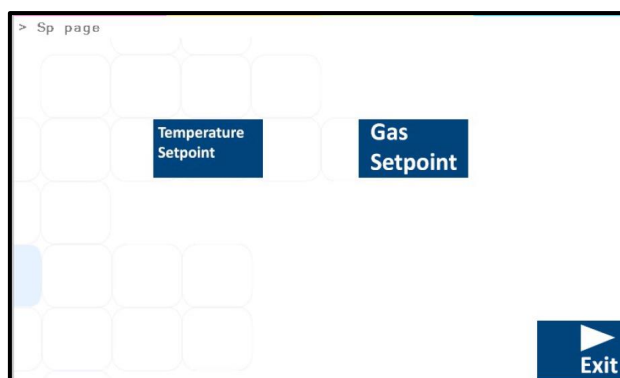 > Sp page
Temperature
Setpoint
Gas
Setpoint
Exit